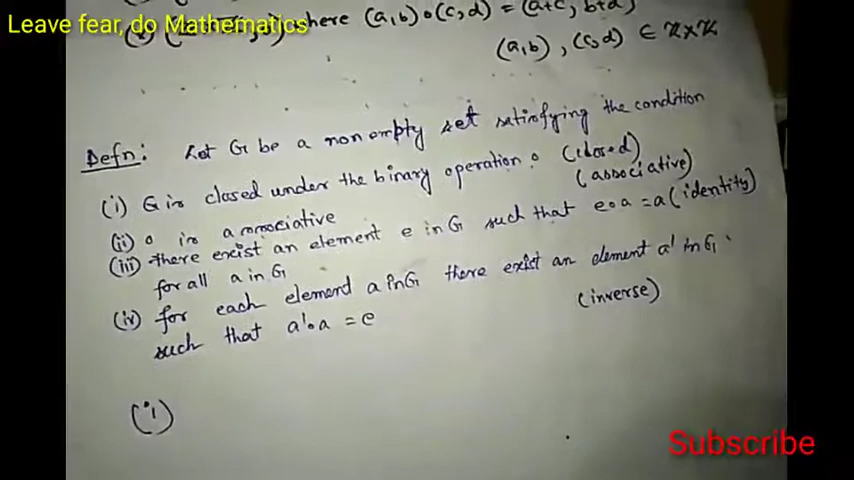 Leave fear, do Mathematics
where (a,b)∘(c,d) = (a+c, b+d)
(a,b), (c,d) ∈ ℤ×ℤ
Defn: Let G be a nonempty set satisfying the condition
(i) G is closed under the binary operation ∘ (closed)
(ii) ∘ is associative (associative)
(iii) there exist an element e in G such that e∘a = a (identity)
for all a in G
(iv) for each element a in G there exist an element a' in G
such that a'∘a = e (inverse)
(i)
Subscribe